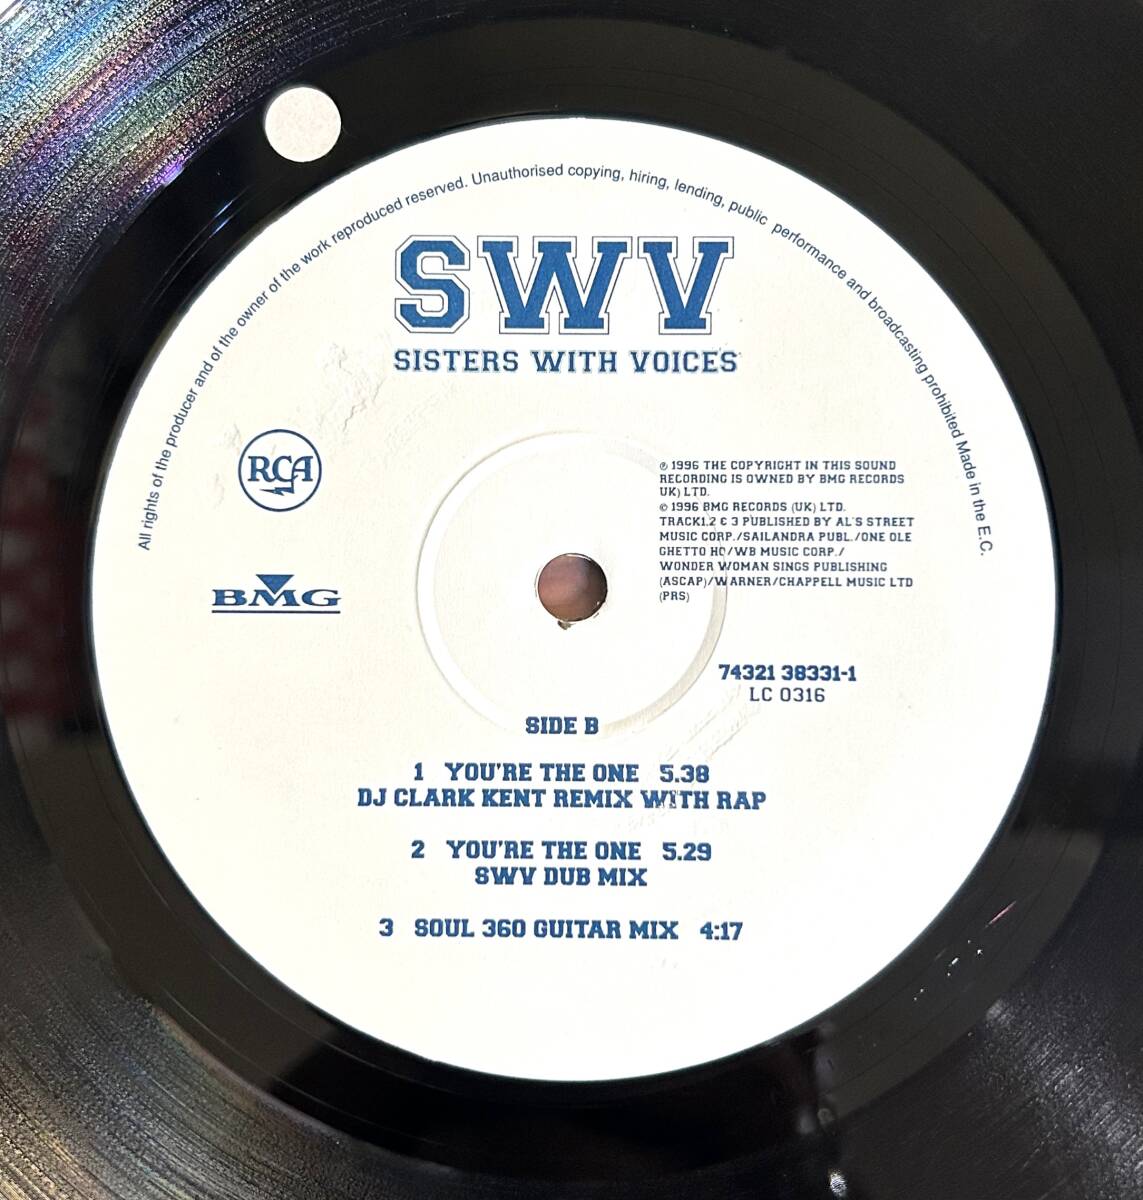 All rights of the producer and of the owner of the work reproduced reserved. Unauthorised copying, hiring, lending, public performance and broadcasting prohibited Made in the E.C.
SWV
SISTERS WITH VOICES
RCA
BMG
℗ 1996 THE COPYRIGHT IN THIS SOUND
RECORDING IS OWNED BY BMG RECORDS
UK) LTD.
© 1996 BMG RECORDS (UK) LTD.
TRACK1,2 & 3 PUBLISHED BY AL'S STREET
MUSIC CORP./SAILANDRA PUBL./ONE OLE
GHETTO HO/WB MUSIC CORP./
WONDER WOMAN SINGS PUBLISHING
(ASCAP)/WARNER/CHAPPELL MUSIC LTD
(PRS)
74321 38331-1
LC 0316
SIDE B
1 YOU'RE THE ONE 5.38
DJ CLARK KENT REMIX WITH RAP
2 YOU'RE THE ONE 5.29
SWV DUB MIX
3 SOUL 360 GUITAR MIX 4:17